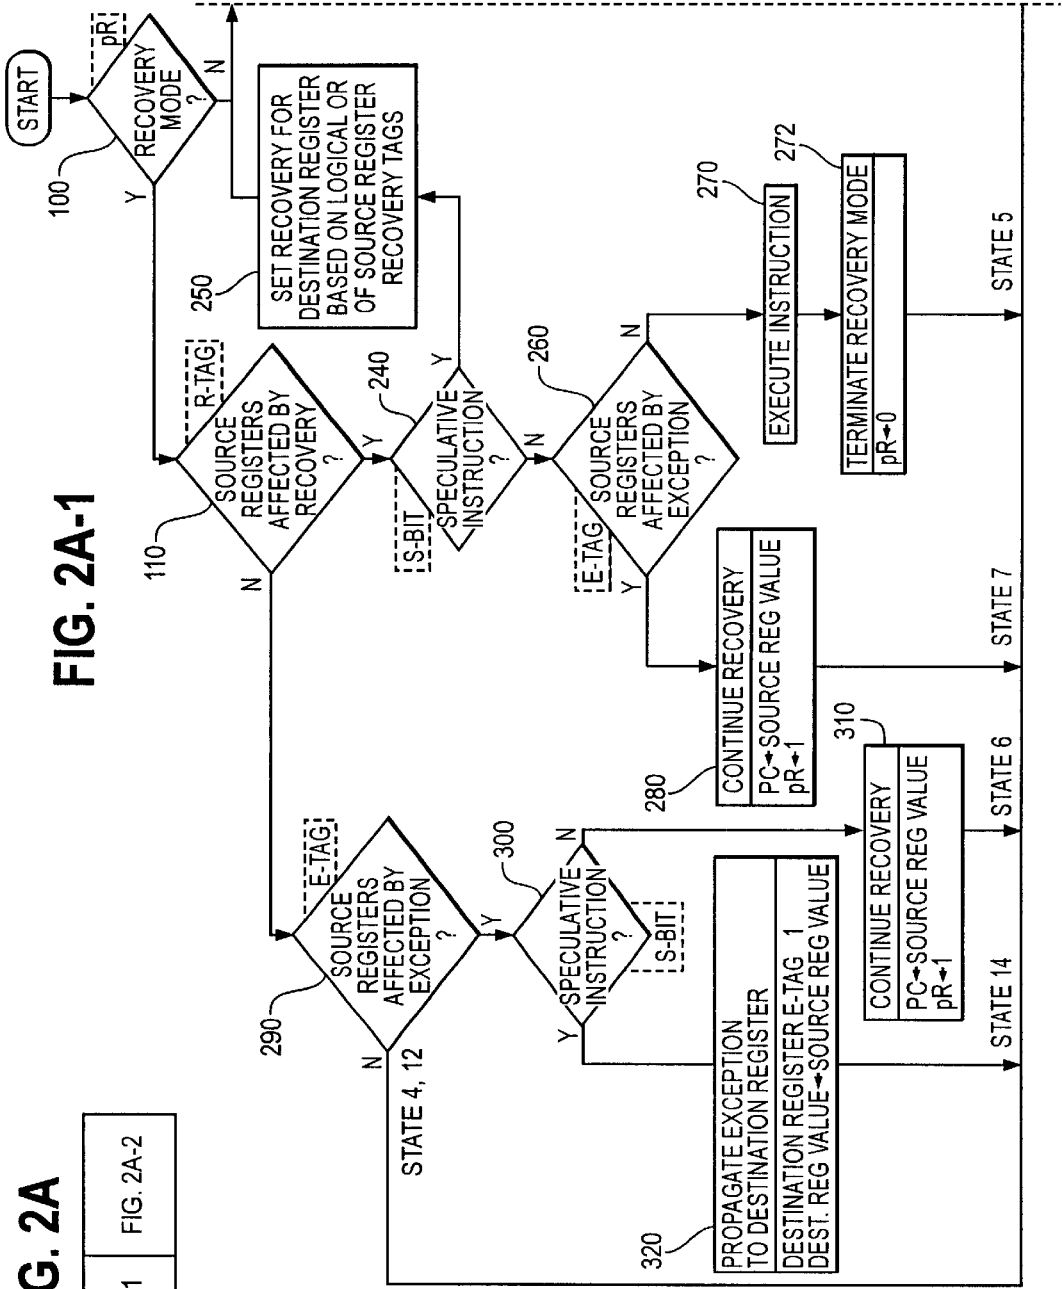 FIG. 2A
1
FIG. 2A-2
FIG. 2A-1
START
pR
RECOVERY
MODE
?
100
Y
N
R-TAG
110
SOURCE
REGISTERS
AFFECTED BY
RECOVERY
?
N
Y
250
SET RECOVERY FOR
DESTINATION REGISTER
BASED ON LOGICAL OR
OF SOURCE REGISTER
RECOVERY TAGS
S-BIT
240
SPECULATIVE
INSTRUCTION
?
Y
N
E-TAG
260
SOURCE
REGISTERS
AFFECTED BY
EXCEPTION
?
Y
N
270
EXECUTE INSTRUCTION
272
TERMINATE RECOVERY MODE
pR←0
STATE 5
280
CONTINUE RECOVERY
PC←SOURCE REG VALUE
pR←1
STATE 7
E-TAG
290
SOURCE
REGISTERS
AFFECTED BY
EXCEPTION
?
N
Y
STATE 4, 12
300
SPECULATIVE
INSTRUCTION
?
S-BIT
Y
N
310
CONTINUE RECOVERY
PC←SOURCE REG VALUE
pR←1
STATE 6
320
PROPAGATE EXCEPTION
TO DESTINATION REGISTER
DESTINATION REGISTER E-TAG 1
DEST. REG VALUE←SOURCE REG VALUE
STATE 14